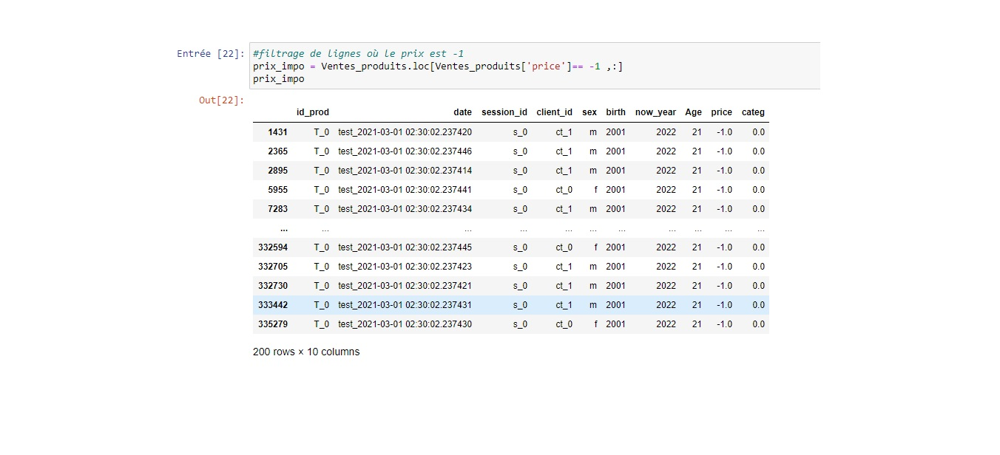 Entrée [22]: #filtrage de lignes où le prix est -1
prix_impo = Ventes_produits.loc[Ventes_produits['price']== -1 ,:]
prix_impo
Out[22]:
id_prod date session_id client_id sex birth now_year Age price categ
1431 T_0 test_2021-03-01 02:30:02.237420 s_0 ct_1 m 2001 2022 21 -1.0 0.0
2365 T_0 test_2021-03-01 02:30:02.237446 s_0 ct_1 m 2001 2022 21 -1.0 0.0
2895 T_0 test_2021-03-01 02:30:02.237414 s_0 ct_1 m 2001 2022 21 -1.0 0.0
5955 T_0 test_2021-03-01 02:30:02.237441 s_0 ct_0 f 2001 2022 21 -1.0 0.0
7283 T_0 test_2021-03-01 02:30:02.237434 s_0 ct_1 m 2001 2022 21 -1.0 0.0
... ... ... ... ... ... ... ... ... ... ...
332594 T_0 test_2021-03-01 02:30:02.237445 s_0 ct_0 f 2001 2022 21 -1.0 0.0
332705 T_0 test_2021-03-01 02:30:02.237423 s_0 ct_1 m 2001 2022 21 -1.0 0.0
332730 T_0 test_2021-03-01 02:30:02.237421 s_0 ct_1 m 2001 2022 21 -1.0 0.0
333442 T_0 test_2021-03-01 02:30:02.237431 s_0 ct_1 m 2001 2022 21 -1.0 0.0
335279 T_0 test_2021-03-01 02:30:02.237430 s_0 ct_0 f 2001 2022 21 -1.0 0.0
200 rows × 10 columns